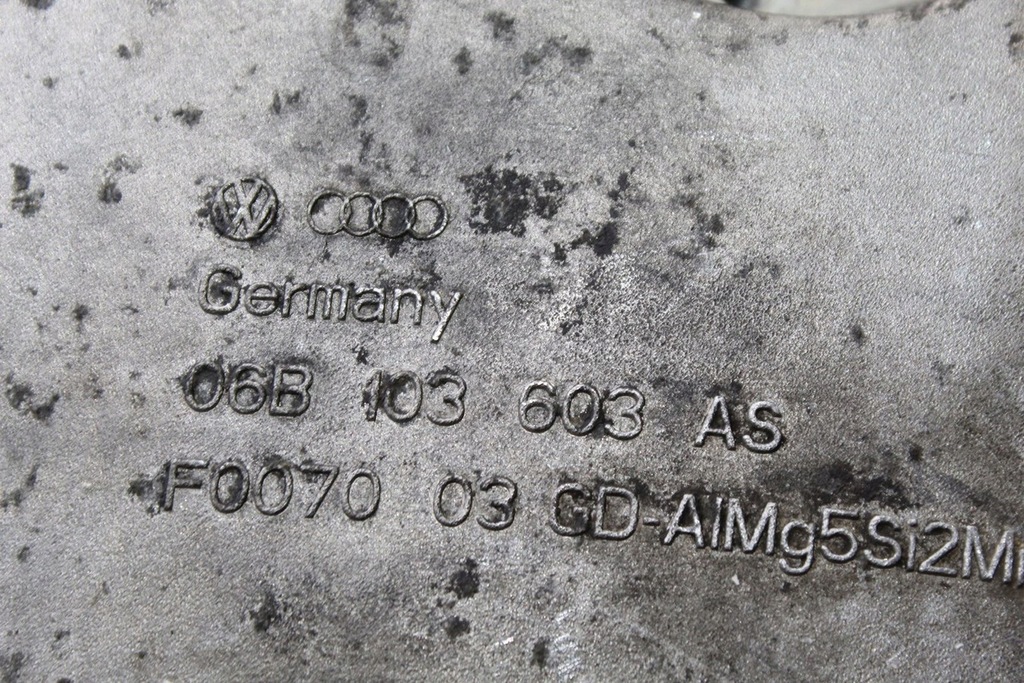 Germany
06B 103 603 AS
F0070 03 GD-AlMg5Si2M